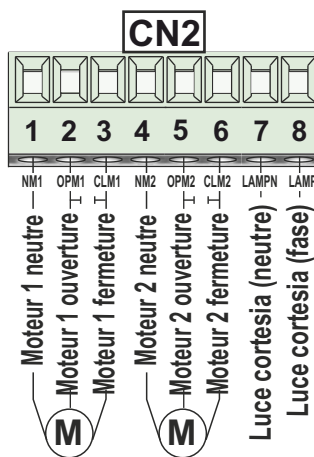 CN2
1 2 3 4 5 6 7 8
NM1 OPM1 CLM1 NM2 OPM2 CLM2 LAMPN LAMP
Moteur 1 neutre
Moteur 1 ouverture
Moteur 1 fermeture
Moteur 2 neutre
Moteur 2 ouverture
Moteur 2 fermeture
Luce cortesia (neutre)
Luce cortesia (fase)
M M